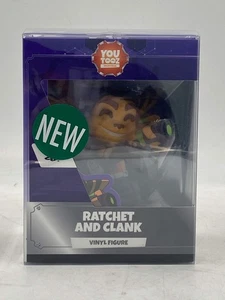 YOU
TOOZ
NEW
RATCHET
AND CLANK
VINYL FIGURE